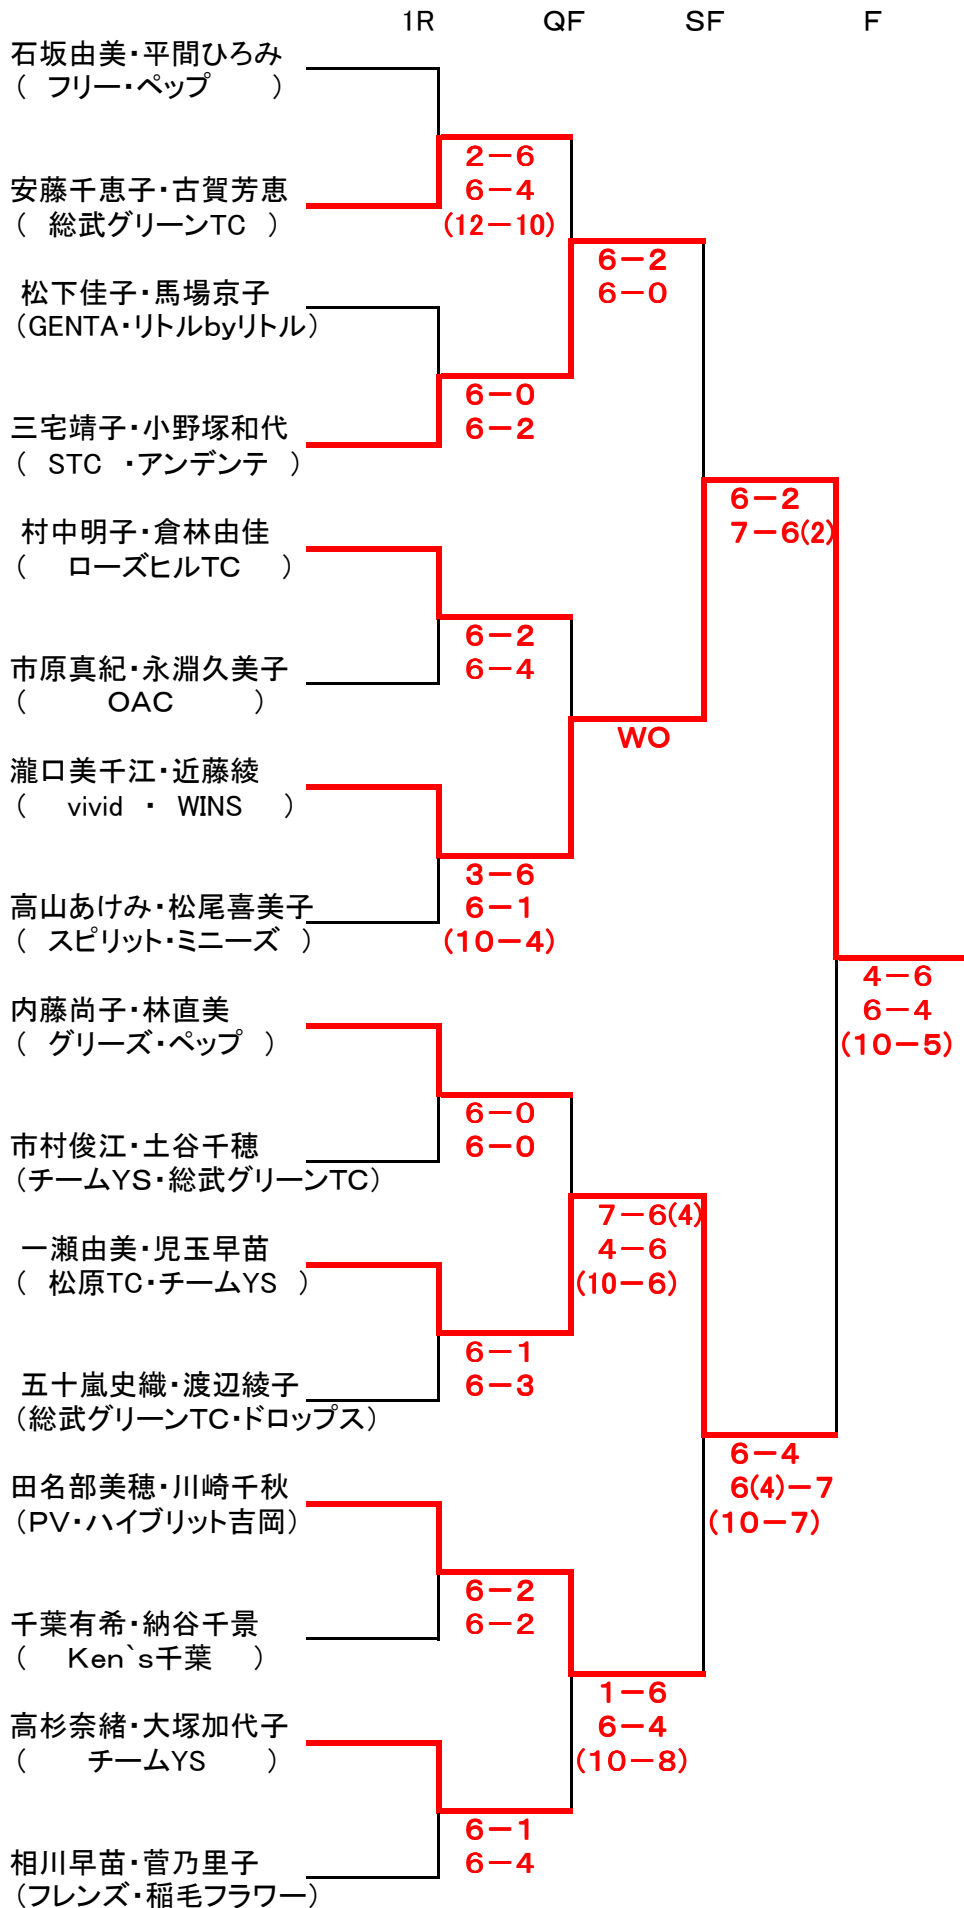 1R QF SF F
石坂由美・平間ひろみ
( フリー・ペップ )
2-6
安藤千恵子・古賀芳恵
6-4
( 総武グリーンTC )
(12-10)
6-2
松下佳子・馬場京子
6-0
(GENTA・リトルbyリトル)
6-0
三宅靖子・小野塚和代
6-2
( STC ・アンデンテ )
6-2
村中明子・倉林由佳
7-6(2)
( ローズヒルTC )
6-2
市原真紀・永淵久美子
6-4
( OAC )
WO
瀧口美千江・近藤綾
( vivid ・ WINS )
3-6
高山あけみ・松尾喜美子
6-1
( スピリット・ミニーズ )
(10-4)
4-6
内藤尚子・林直美
6-4
( グリーズ・ペップ )
(10-5)
6-0
市村俊江・土谷千穂
6-0
(チームYS・総武グリーンTC)
7-6(4)
一瀬由美・児玉早苗
4-6
( 松原TC・チームYS )
(10-6)
6-1
五十嵐史織・渡辺綾子
6-3
(総武グリーンTC・ドロップス)
6-4
田名部美穂・川崎千秋
6(4)-7
(PV・ハイブリット吉岡)
(10-7)
6-2
千葉有希・納谷千景
6-2
( Ken`s千葉 )
1-6
高杉奈緒・大塚加代子
6-4
( チームYS )
(10-8)
6-1
相川早苗・菅乃里子
6-4
(フレンズ・稲毛フラワー)